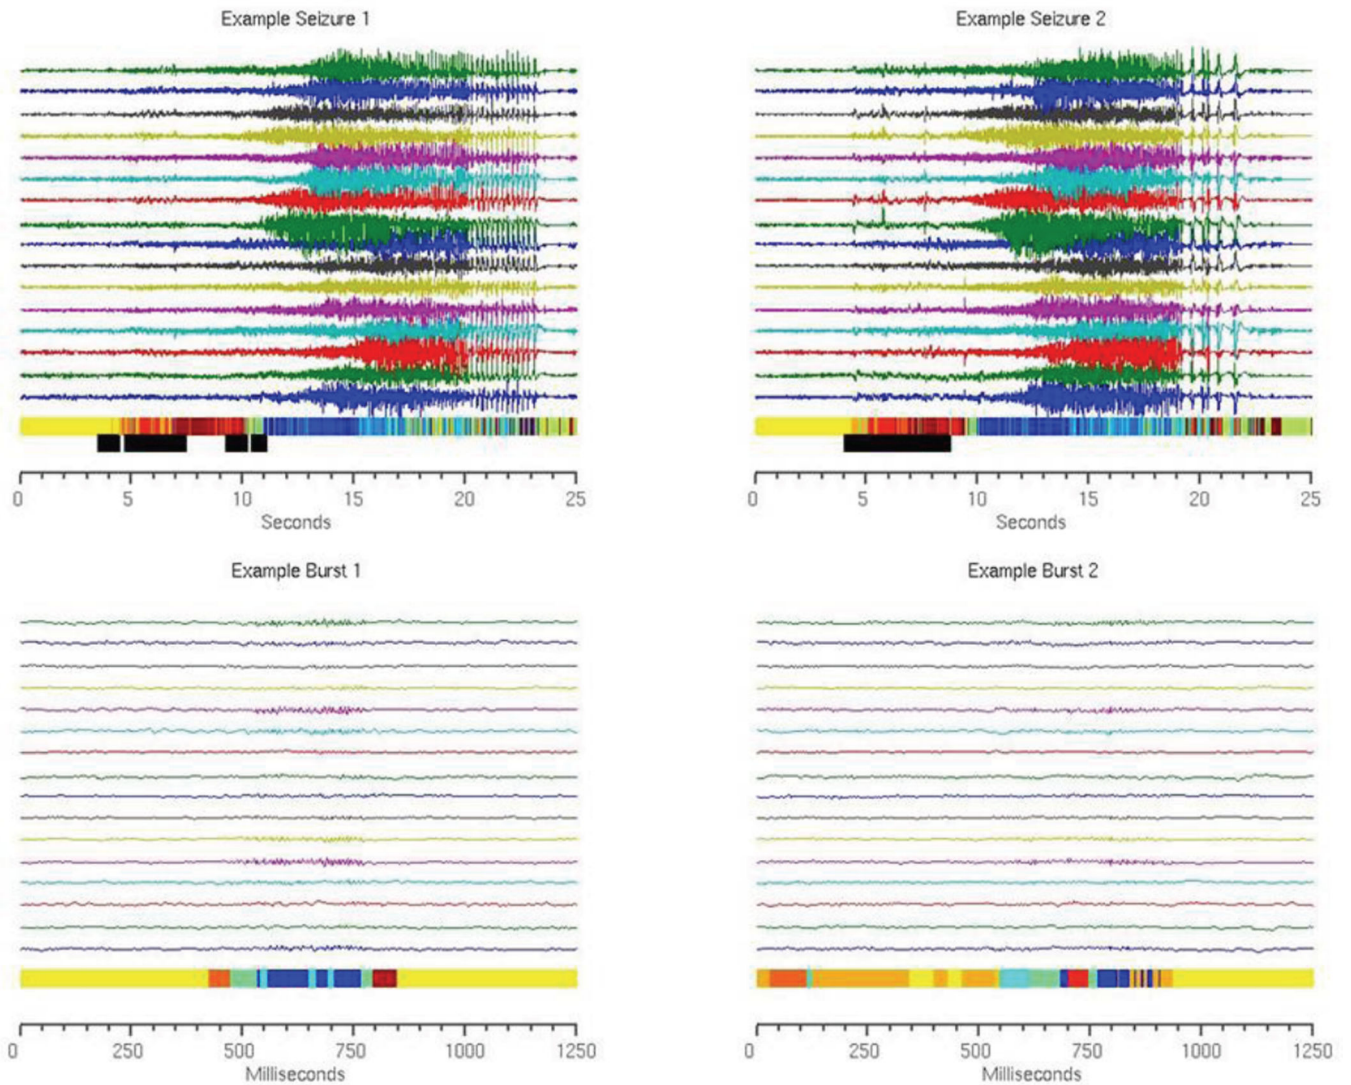 Example Seizure 1
Example Seizure 2
0 5 10 15 20 25
Seconds
0 5 10 15 20 25
Seconds
Example Burst 1
Example Burst 2
0 250 500 750 1000 1250
Milliseconds
0 250 500 750 1000 1250
Milliseconds